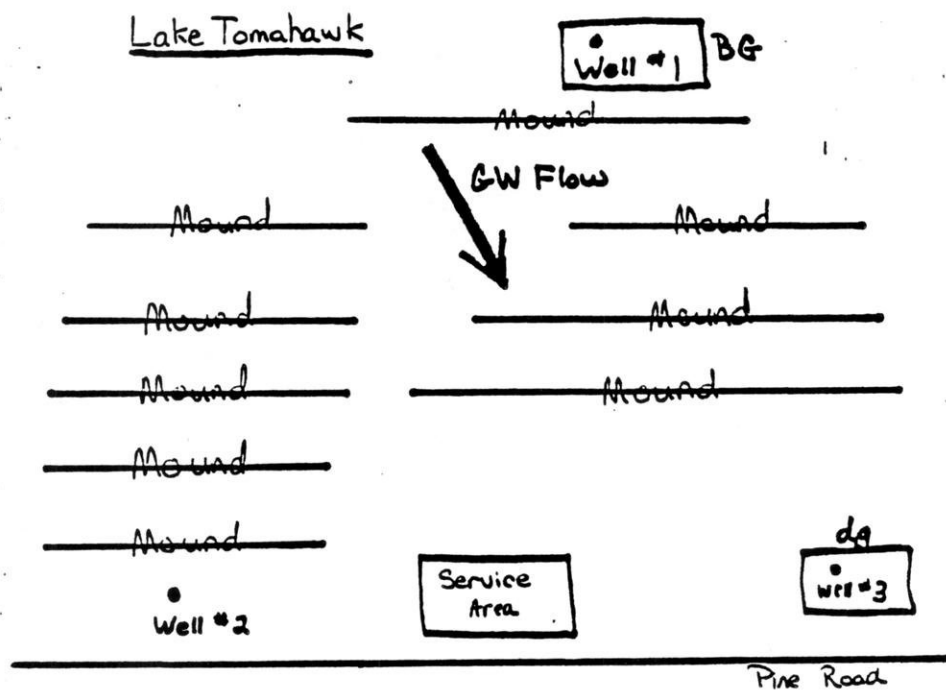 Lake Tomahawk
Well #1 BG
Mound
GW Flow
Mound Mound
Mound Mound
Mound Mound
Mound
Mound
dg
Service
Area
Well #3
Well #2
Pine Road